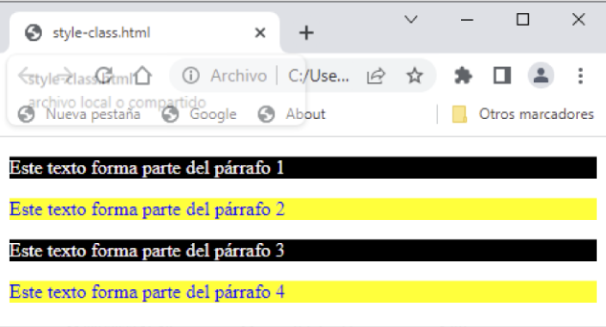 style-class.html
Archivo | C:/Use...
style-class.html
archivo local o compartido
Nueva pestaña Google About Otros marcadores
Este texto forma parte del párrafo 1
Este texto forma parte del párrafo 2
Este texto forma parte del párrafo 3
Este texto forma parte del párrafo 4